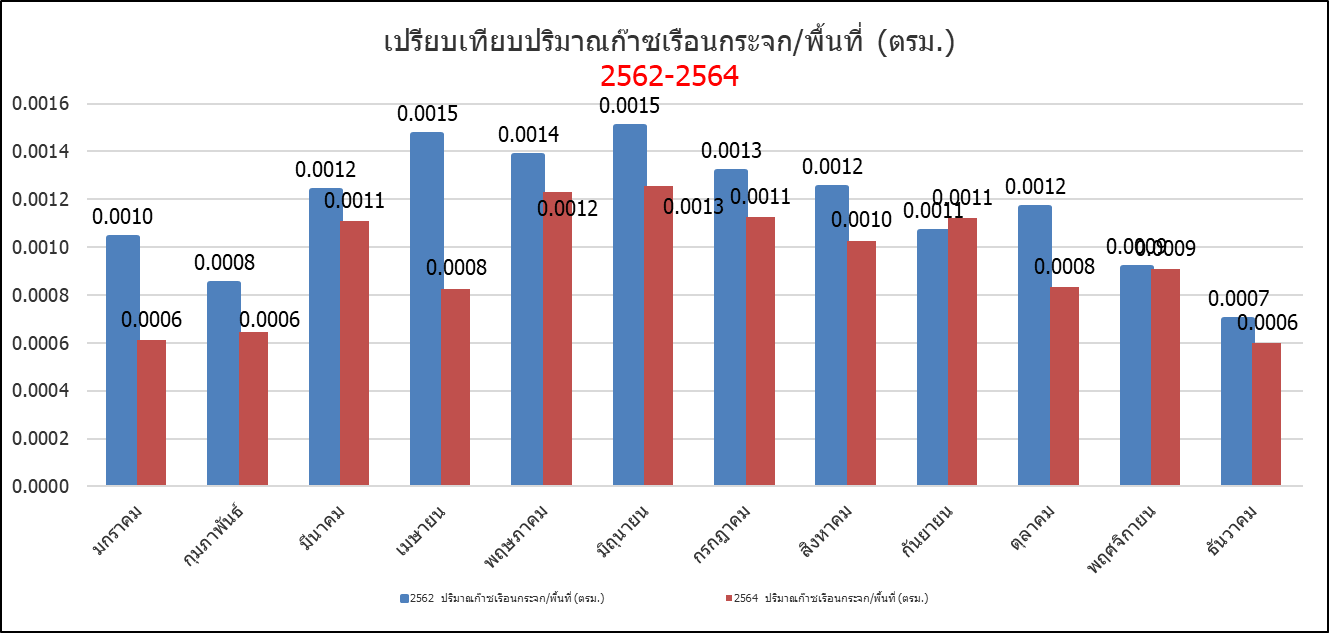 เปรียบเทียบปริมาณก๊าซเรือนกระจก/พื้นที่ (ตรม.)
2562-2564
0.0016
0.0014
0.0012
0.0010
0.0008
0.0006
0.0004
0.0002
0.0000
0.0010
0.0008
0.0012
0.0015
0.0014
0.0015
0.0013
0.0012
0.0011
0.0012
0.0009
0.0007
0.0006
0.0006
0.0011
0.0008
0.0012
0.0013
0.0011
0.0010
0.0011
0.0008
0.0009
0.0006
มกราคม
กุมภาพันธ์
มีนาคม
เมษายน
พฤษภาคม
มิถุนายน
กรกฎาคม
สิงหาคม
กันยายน
ตุลาคม
พฤศจิกายน
ธันวาคม
2562 ปริมาณก๊าซเรือนกระจก/พื้นที่ (ตรม.)
2564 ปริมาณก๊าซเรือนกระจก/พื้นที่ (ตรม.)